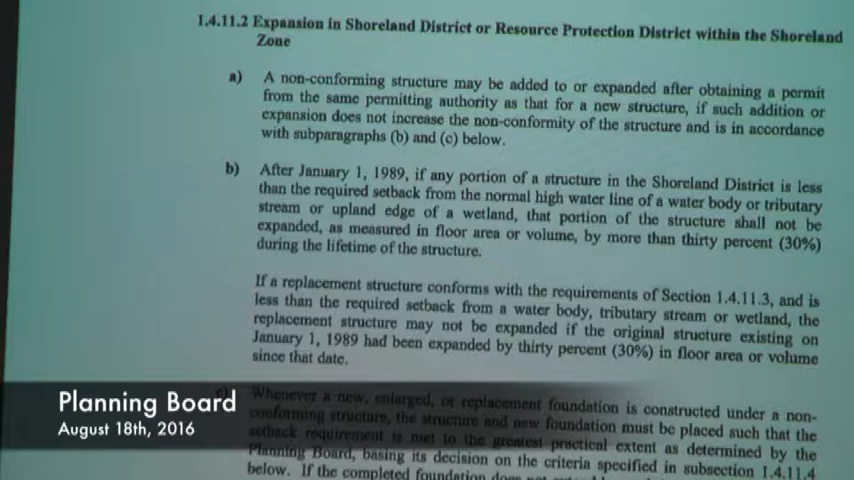 1.4.11.2 Expansion in Shoreland District or Resource Protection District within the Shoreland
Zone
a) A non-conforming structure may be added to or expanded after obtaining a permit
from the same permitting authority as that for a new structure, if such addition or
expansion does not increase the non-conformity of the structure and is in accordance
with subparagraphs (b) and (c) below.
b) After January 1, 1989, if any portion of a structure in the Shoreland District is less
than the required setback from the normal high water line of a water body or tributary
stream or upland edge of a wetland, that portion of the structure shall not be
expanded, as measured in floor area or volume, by more than thirty percent (30%)
during the lifetime of the structure.
If a replacement structure conforms with the requirements of Section 1.4.11.3, and is
less than the required setback from a water body, tributary stream or wetland, the
replacement structure may not be expanded if the original structure existing on
January 1, 1989 had been expanded by thirty percent (30%) in floor area or volume
since that date.
c) Whenever a new, enlarged, or replacement foundation is constructed under a non-
conforming structure, the structure and new foundation must be placed such that the
setback requirement is met to the greatest practical extent as determined by the
Planning Board, basing its decision on the criteria specified in subsection 1.4.11.4
below. If the completed foundation does not
Planning Board
August 18th, 2016